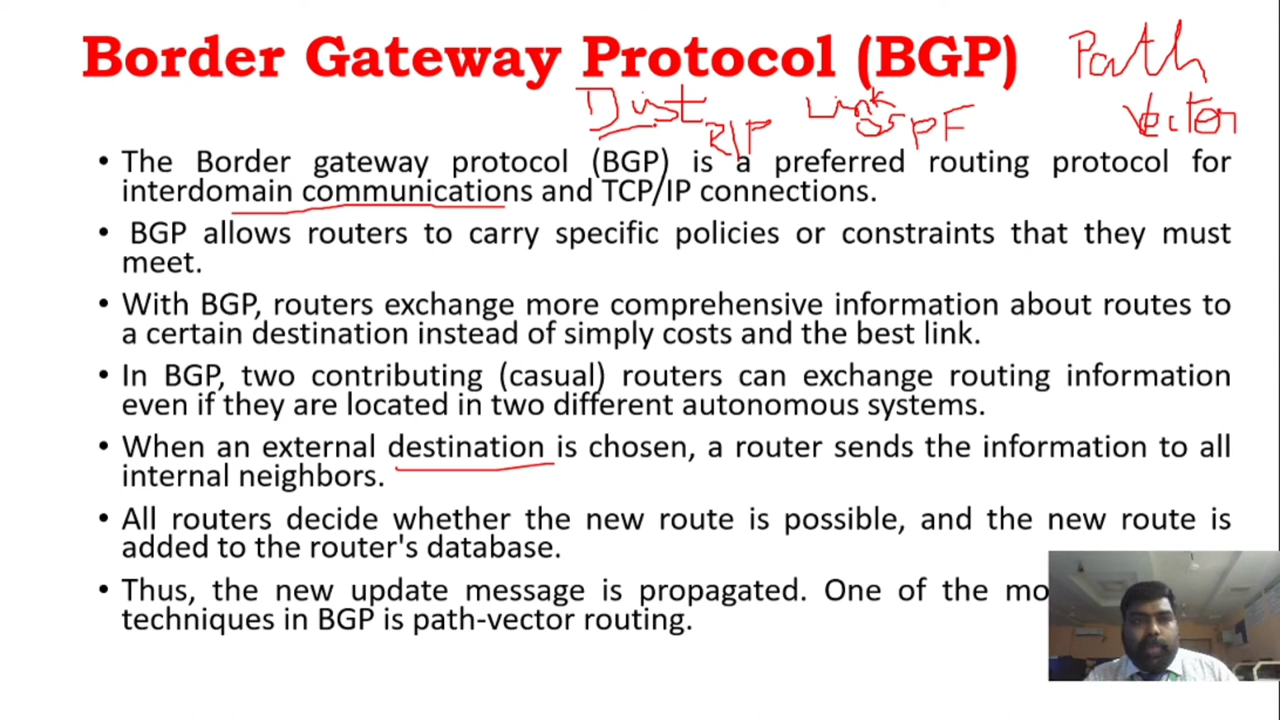 Border Gateway Protocol (BGP)
Path
Vector
Dist
RIP
Link
OSPF
• The Border gateway protocol (BGP) is a preferred routing protocol for
interdomain communications and TCP/IP connections.
• BGP allows routers to carry specific policies or constraints that they must
meet.
• With BGP, routers exchange more comprehensive information about routes to
a certain destination instead of simply costs and the best link.
• In BGP, two contributing (casual) routers can exchange routing information
even if they are located in two different autonomous systems.
• When an external destination is chosen, a router sends the information to all
internal neighbors.
• All routers decide whether the new route is possible, and the new route is
added to the router's database.
• Thus, the new update message is propagated. One of the mo
techniques in BGP is path-vector routing.